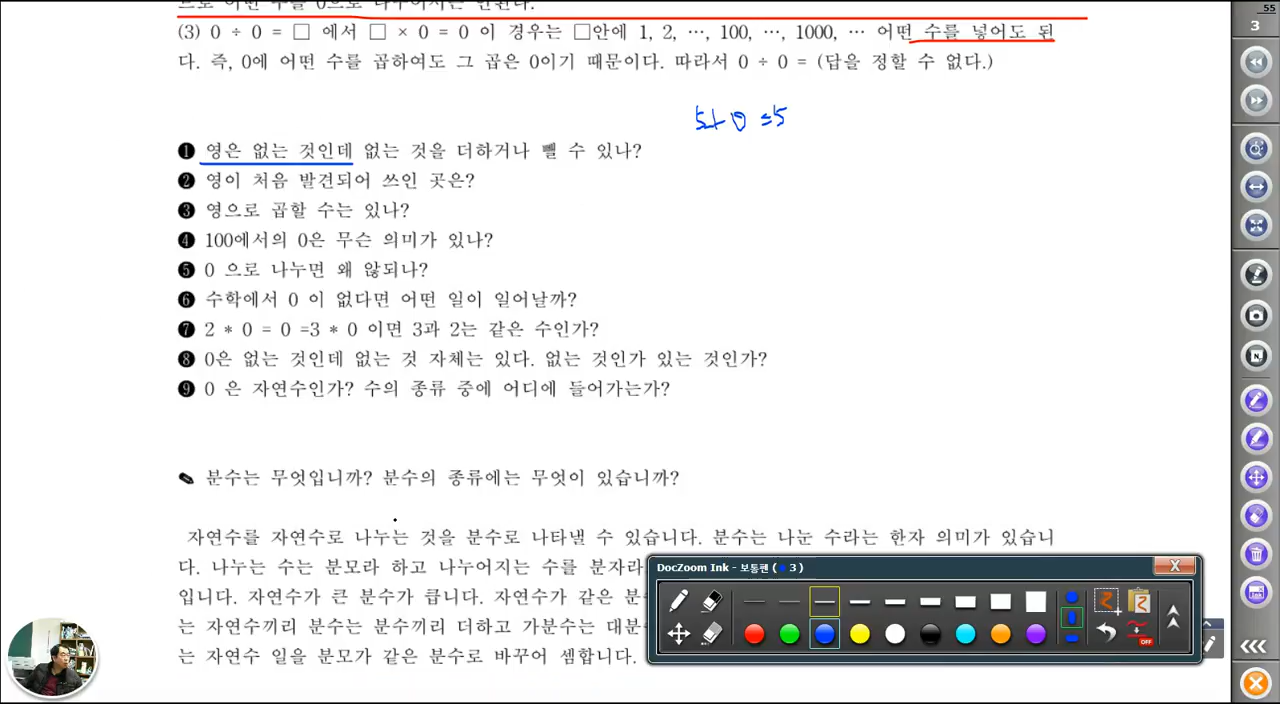 으로 어떤 수를 0으로 나누어서는 안된다.
(3) 0 ÷ 0 = □ 에서 □ × 0 = 0 이 경우는 □안에 1, 2, …, 100, …, 1000, … 어떤 수를 넣어도 된
다. 즉, 0에 어떤 수를 곱하여도 그 곱은 0이기 때문이다. 따라서 0 ÷ 0 = (답을 정할 수 없다.)
5+0=5
❶ 영은 없는 것인데 없는 것을 더하거나 뺄 수 있나?
❷ 영이 처음 발견되어 쓰인 곳은?
❸ 영으로 곱할 수는 있나?
❹ 100에서의 0은 무슨 의미가 있나?
❺ 0 으로 나누면 왜 않되나?
❻ 수학에서 0 이 없다면 어떤 일이 일어날까?
❼ 2 * 0 = 0 =3 * 0 이면 3과 2는 같은 수인가?
❽ 0은 없는 것인데 없는 것 자체는 있다. 없는 것인가 있는 것인가?
❾ 0 은 자연수인가? 수의 종류 중에 어디에 들어가는가?
✎ 분수는 무엇입니까? 분수의 종류에는 무엇이 있습니까?
자연수를 자연수로 나누는 것을 분수로 나타낼 수 있습니다. 분수는 나눈 수라는 한자 의미가 있습니
다. 나누는 수는 분모라 하고 나누어지는 수를 분자라
입니다. 자연수가 큰 분수가 큽니다. 자연수가 같은 분
는 자연수끼리 분수는 분수끼리 더하고 가분수는 대분
는 자연수 일을 분모가 같은 분수로 바꾸어 셈합니다.
DocZoom Ink - 보통펜 ( 3 )
X
OFF
55
3
N